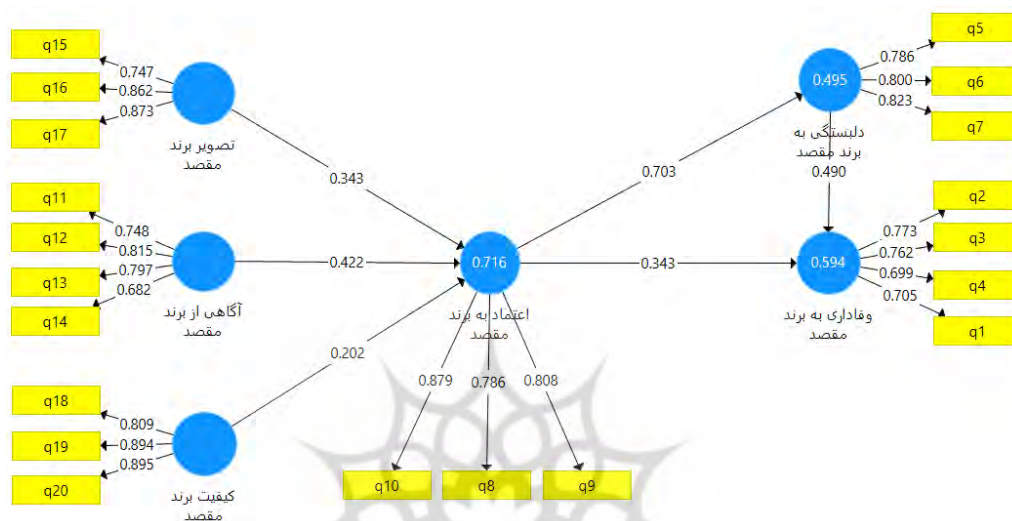 q15
q16
q17
0.747
0.862
0.873
تصویر برند
مقصد
0.343
q11
q12
q13
q14
0.748
0.815
0.797
0.682
آگاهی از برند
مقصد
0.422
q18
q19
q20
0.809
0.894
0.895
کیفیت برند
مقصد
0.202
0.716
اعتماد به برند
مقصد
0.879
0.786
0.808
q10
q8
q9
0.703
0.343
0.495
دلبستگی به
برند مقصد
0.490
0.786
0.800
0.823
q5
q6
q7
0.594
وفاداری به برند
مقصد
0.773
0.762
0.699
0.705
q2
q3
q4
q1